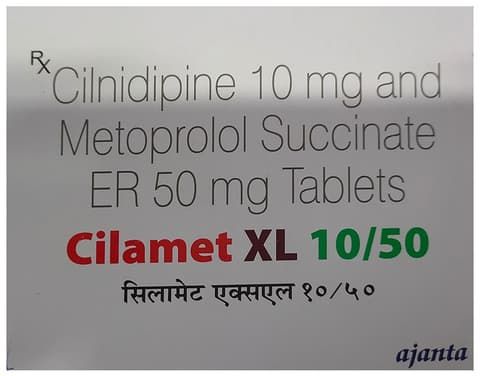 Rx Cilnidipine 10 mg and
Metoprolol Succinate
ER 50 mg Tablets
Cilamet XL 10/50
सिलामेट एक्सएल १०/५०
ajanta